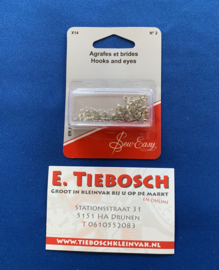 X14 N° 2
Agrafes et brides
Hooks and eyes
Sew Easy
E. TIEBOSCH
GROOT IN KLEINVAK BIJ U OP DE MARKT
EN ONLINE
STATIONSSTRAAT 31
5151 HA DRUNEN
T 0610552083
WWW.TIEBOSCHKLEINVAK.NL